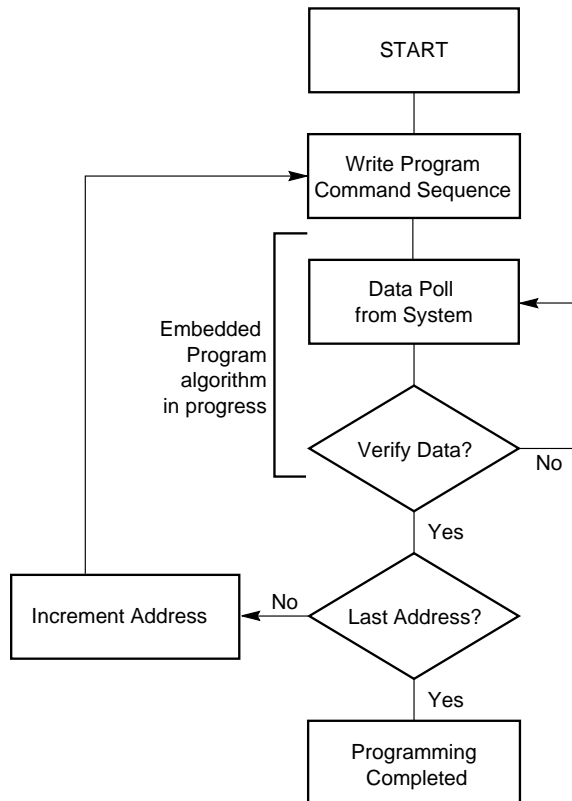 START
Write Program
Command Sequence
Data Poll
from System
Embedded
Program
algorithm
in progress
Verify Data?
No
Yes
Last Address?
No
Increment Address
Yes
Programming
Completed